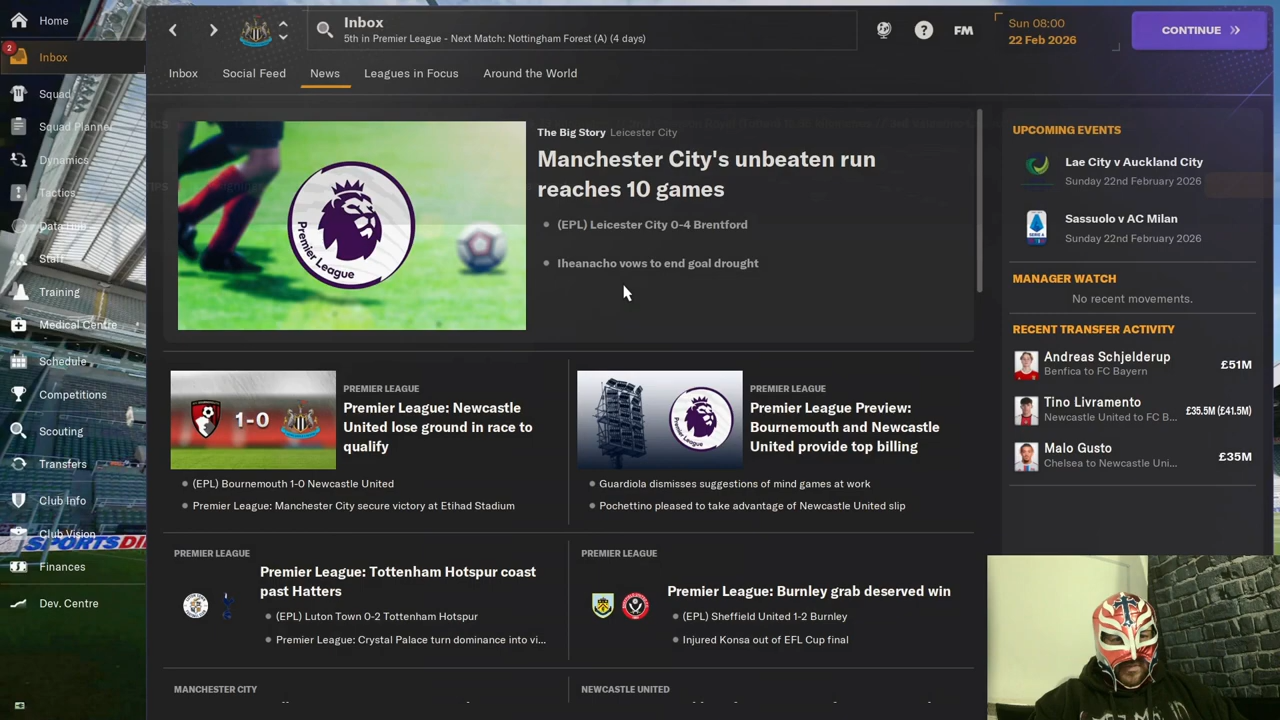 Home
2
Inbox
Squad
Squad Planner
Dynamics
Tactics
Data Hub
Staff
Training
Medical Centre
Schedule
Competitions
Scouting
Transfers
Club Info
Club Vision
SPORTS DI
Finances
Dev. Centre
Inbox
5th in Premier League - Next Match: Nottingham Forest (A) (4 days)
?
FM
Sun 08:00
22 Feb 2026
CONTINUE
Inbox
Social Feed
News
Leagues in Focus
Around the World
Premier League
The Big Story Leicester City
Manchester City's unbeaten run
reaches 10 games
(EPL) Leicester City 0-4 Brentford
Iheanacho vows to end goal drought
1-0
PREMIER LEAGUE
Premier League: Newcastle
United lose ground in race to
qualify
(EPL) Bournemouth 1-0 Newcastle United
Premier League: Manchester City secure victory at Etihad Stadium
Premier League
PREMIER LEAGUE
Premier League Preview:
Bournemouth and Newcastle
United provide top billing
Guardiola dismisses suggestions of mind games at work
Pochettino pleased to take advantage of Newcastle United slip
PREMIER LEAGUE
Premier League: Tottenham Hotspur coast
past Hatters
(EPL) Luton Town 0-2 Tottenham Hotspur
Premier League: Crystal Palace turn dominance into vi...
PREMIER LEAGUE
Premier League: Burnley grab deserved win
(EPL) Sheffield United 1-2 Burnley
Injured Konsa out of EFL Cup final
MANCHESTER CITY
NEWCASTLE UNITED
UPCOMING EVENTS
Lae City v Auckland City
Sunday 22nd February 2026
Sassuolo v AC Milan
Sunday 22nd February 2026
MANAGER WATCH
No recent movements.
RECENT TRANSFER ACTIVITY
Andreas Schjelderup
Benfica to FC Bayern
£51M
Tino Livramento
Newcastle United to FC B...
£35.5M (£41.5M)
Malo Gusto
Chelsea to Newcastle Uni...
£35M